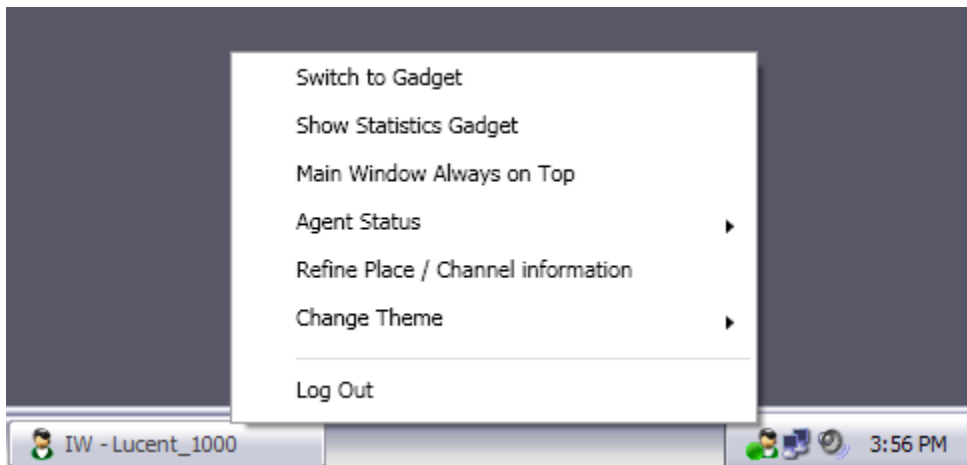 Switch to Gadget
Show Statistics Gadget
Main Window Always on Top
Agent Status
Refine Place / Channel information
Change Theme
Log Out
IW - Lucent_1000
3:56 PM